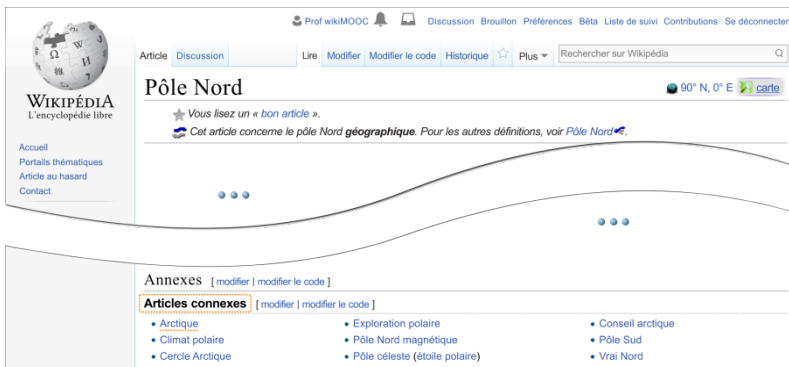 Prof wikiMOOC Discussion Brouillon Préférences Bêta Liste de suivi Contributions Se déconnecter
Article Discussion Lire Modifier Modifier le code Historique Plus Rechercher sur Wikipédia
Ω W И
WIKIPÉDIA
L'encyclopédie libre
Accueil
Portails thématiques
Article au hasard
Contact
Pôle Nord
90° N, 0° E carte
Vous lisez un « bon article ».
Cet article concerne le pôle Nord géographique. Pour les autres définitions, voir Pôle Nord.
Annexes [ modifier | modifier le code ]
Articles connexes [ modifier | modifier le code ]
• Arctique • Exploration polaire • Conseil arctique
• Climat polaire • Pôle Nord magnétique • Pôle Sud
• Cercle Arctique • Pôle céleste (étoile polaire) • Vrai Nord